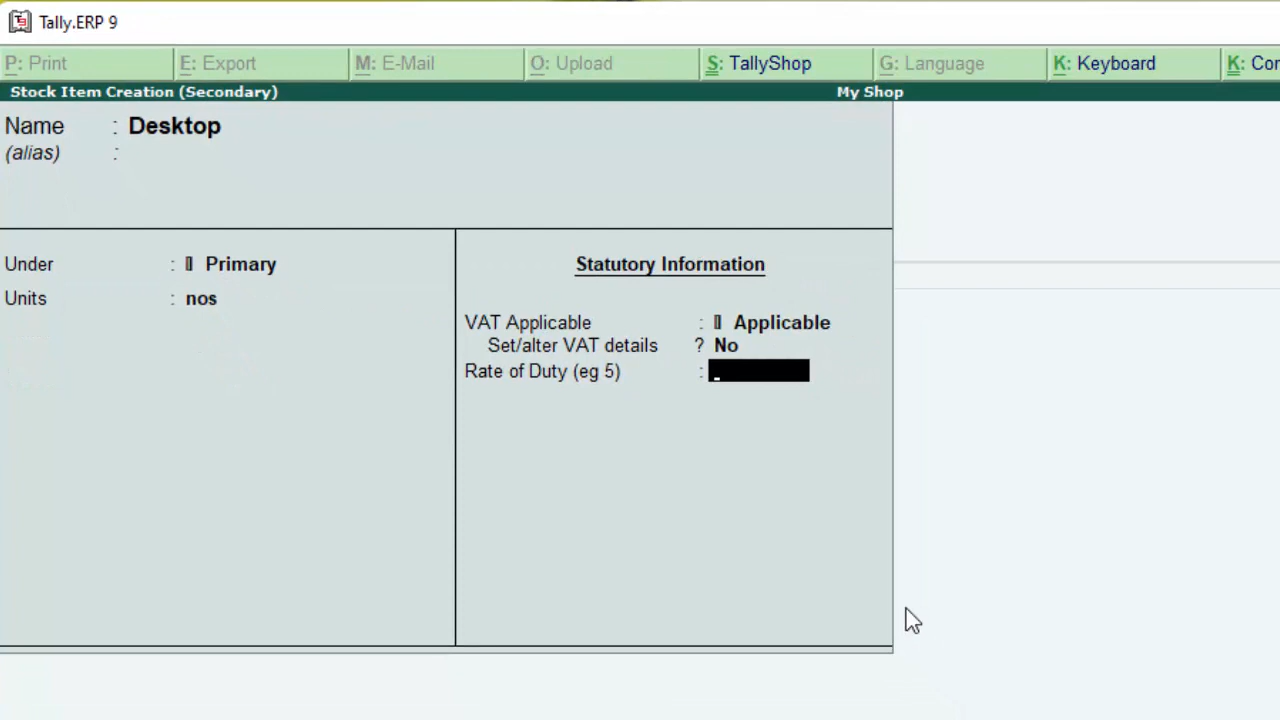 Tally.ERP 9
P: Print E: Export M: E-Mail O: Upload S: TallyShop G: Language K: Keyboard K:
Stock Item Creation (Secondary) My Shop
Name : Desktop
(alias) :
Under : Primary
Units : nos
Statutory Information
VAT Applicable : Applicable
Set/alter VAT details ? No
Rate of Duty (eg 5) :